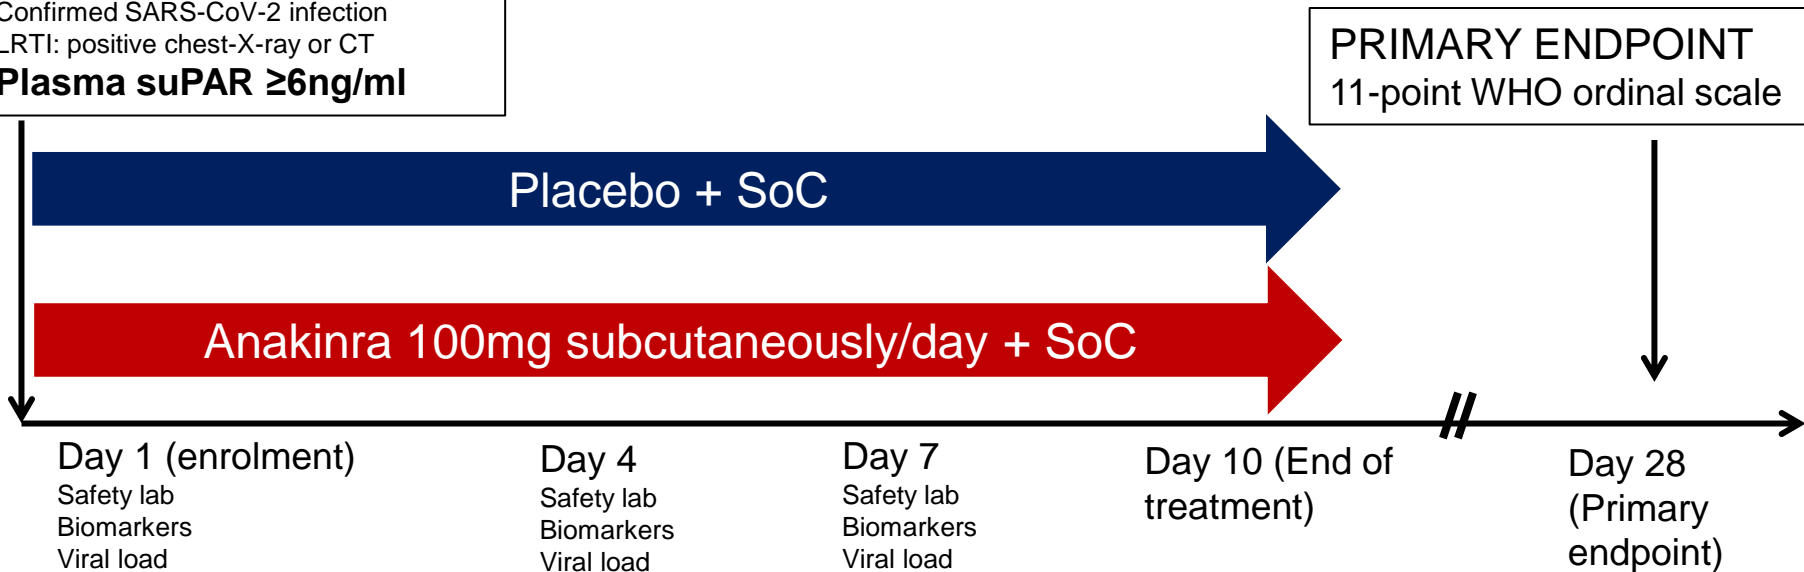 Confirmed SARS-CoV-2 infection
LRTI: positive chest-X-ray or CT
Plasma suPAR ≥6ng/ml
PRIMARY ENDPOINT
11-point WHO ordinal scale
Placebo + SoC
Anakinra 100mg subcutaneously/day + SoC
Day 1 (enrolment)
Safety lab
Biomarkers
Viral load
Day 4
Safety lab
Biomarkers
Viral load
Day 7
Safety lab
Biomarkers
Viral load
Day 10 (End of
treatment)
Day 28
(Primary
endpoint)